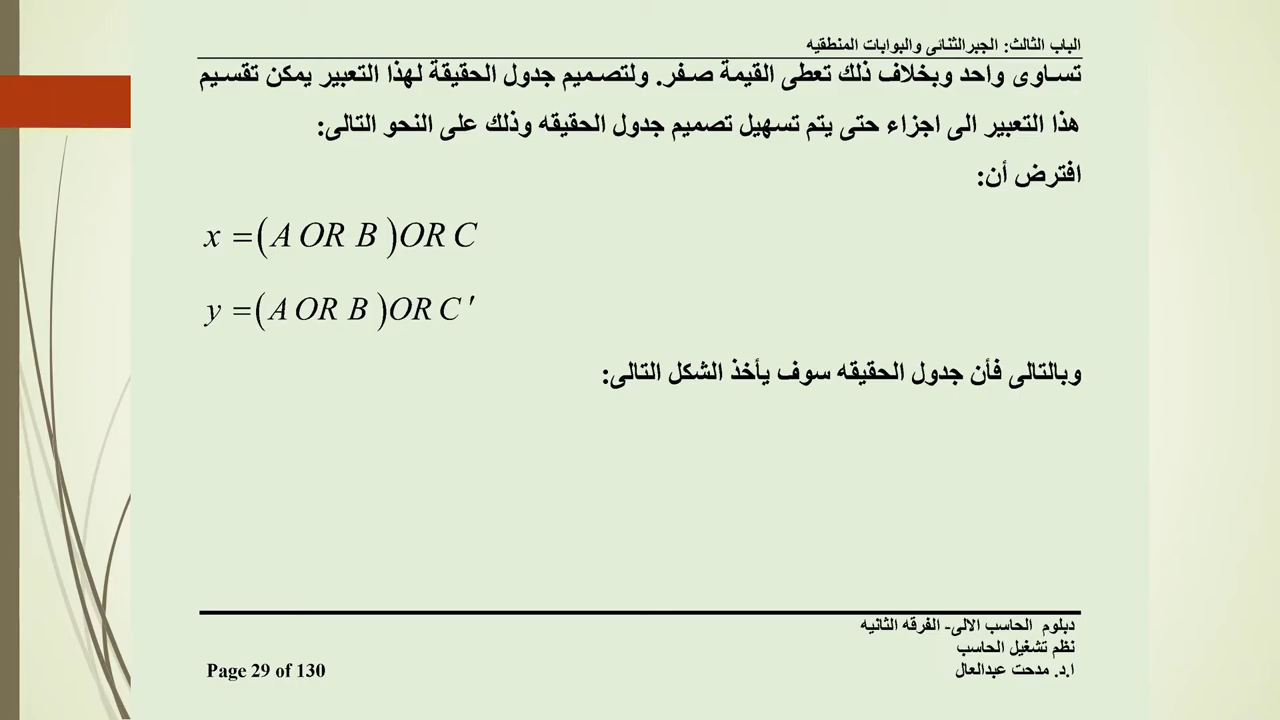 الباب الثالث: الجبرالثنائى والبوابات المنطقيه
تساوى واحد وبخلاف ذلك تعطى القيمة صفر. ولتصميم جدول الحقيقة لهذا التعبير يمكن تقسيم
هذا التعبير الى اجزاء حتى يتم تسهيل تصميم جدول الحقيقه وذلك على النحو التالى:
افترض أن:
x = (A OR B) OR C
y = (A OR B) OR C′
وبالتالى فأن جدول الحقيقه سوف يأخذ الشكل التالى:
دبلوم الحاسب الالى- الفرقه الثانيه
نظم تشغيل الحاسب
ا.د. مدحت عبدالعال
Page 29 of 130